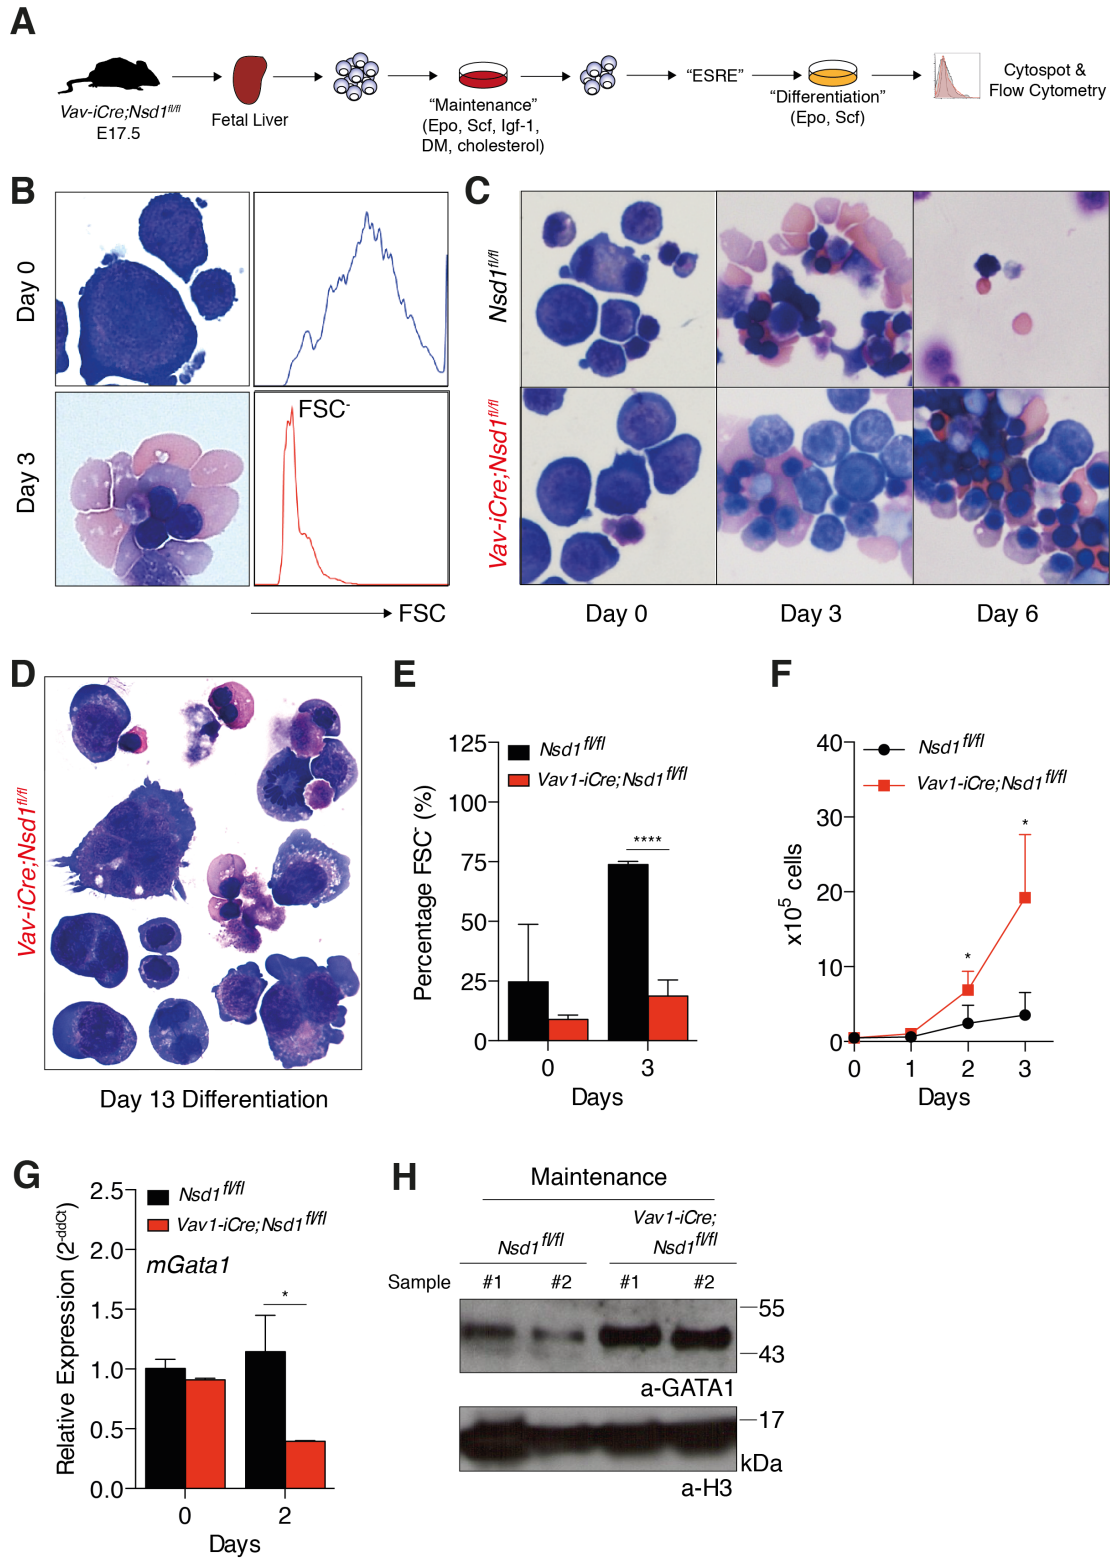 A
Vav-iCre;Nsd1fl/fl
E17.5
Fetal Liver
“Maintenance”
(Epo, Scf, Igf-1,
DM, cholesterol)
“ESRE”
“Differentiation”
(Epo, Scf)
Cytospot &
Flow Cytometry
B
Day 0
Day 3
FSC-
FSC
C
Nsd1fl/fl
Vav-iCre;Nsd1fl/fl
Day 0
Day 3
Day 6
D
Vav-iCre;Nsd1fl/fl
Day 13 Differentiation
E
Nsd1fl/fl
Vav1-iCre;Nsd1fl/fl
Percentage FSC- (%)
125
100
75
50
25
0
****
0
3
Days
F
Nsd1fl/fl
Vav1-iCre;Nsd1fl/fl
x105 cells
40
30
20
10
0
*
*
0
1
2
3
Days
G
Nsd1fl/fl
Vav1-iCre;Nsd1fl/fl
mGata1
Relative Expression (2-ddCt)
2.5
2.0
1.5
1.0
0.5
0.0
*
0
2
Days
H
Maintenance
Nsd1fl/fl
Vav1-iCre;
Nsd1fl/fl
Sample #1 #2 #1 #2
55
43
a-GATA1
17
kDa
a-H3